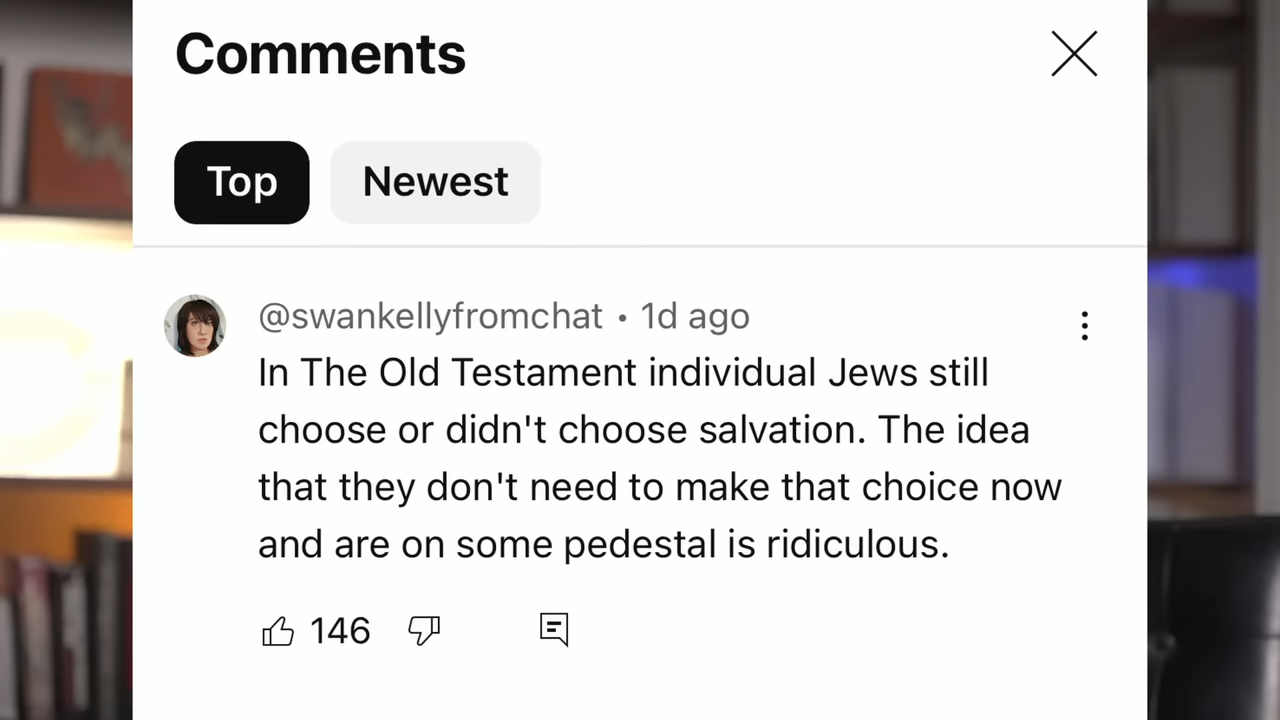 Comments
Top Newest
@swankellyfromchat • 1d ago
In The Old Testament individual Jews still
choose or didn't choose salvation. The idea
that they don't need to make that choice now
and are on some pedestal is ridiculous.
146